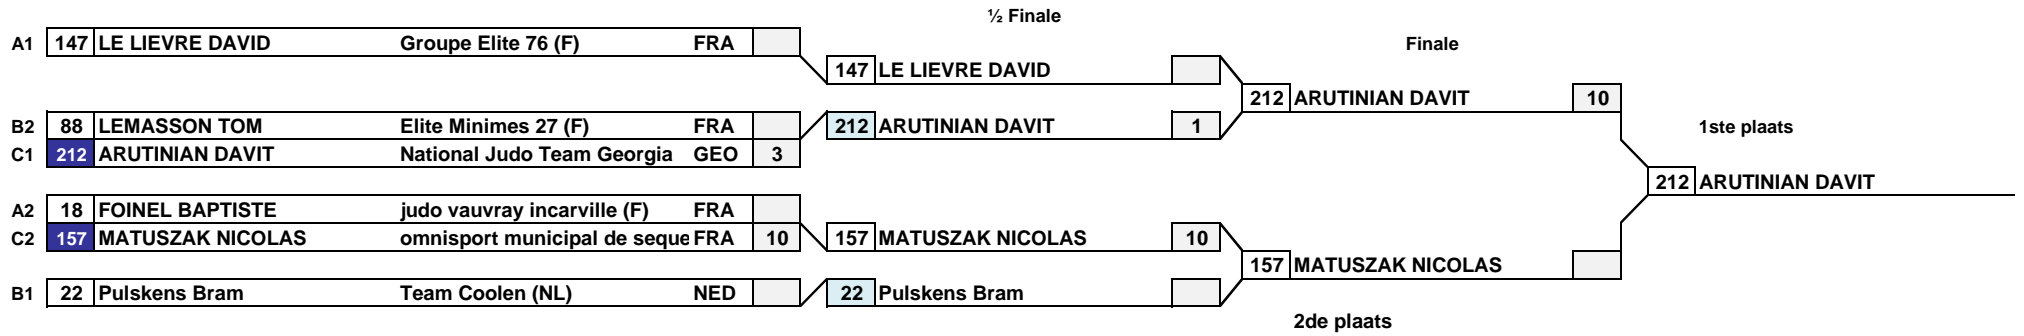 ½ Finale
A1 147 LE LIEVRE DAVID Groupe Elite 76 (F) FRA
Finale
147 LE LIEVRE DAVID
212 ARUTINIAN DAVIT 10
B2 88 LEMASSON TOM Elite Minimes 27 (F) FRA
212 ARUTINIAN DAVIT 1
1ste plaats
C1 212 ARUTINIAN DAVIT National Judo Team Georgia GEO 3
212 ARUTINIAN DAVIT
A2 18 FOINEL BAPTISTE judo vauvray incarville (F) FRA
C2 157 MATUSZAK NICOLAS omnisport municipal de seque FRA 10
157 MATUSZAK NICOLAS 10
157 MATUSZAK NICOLAS
B1 22 Pulskens Bram Team Coolen (NL) NED
22 Pulskens Bram
2de plaats